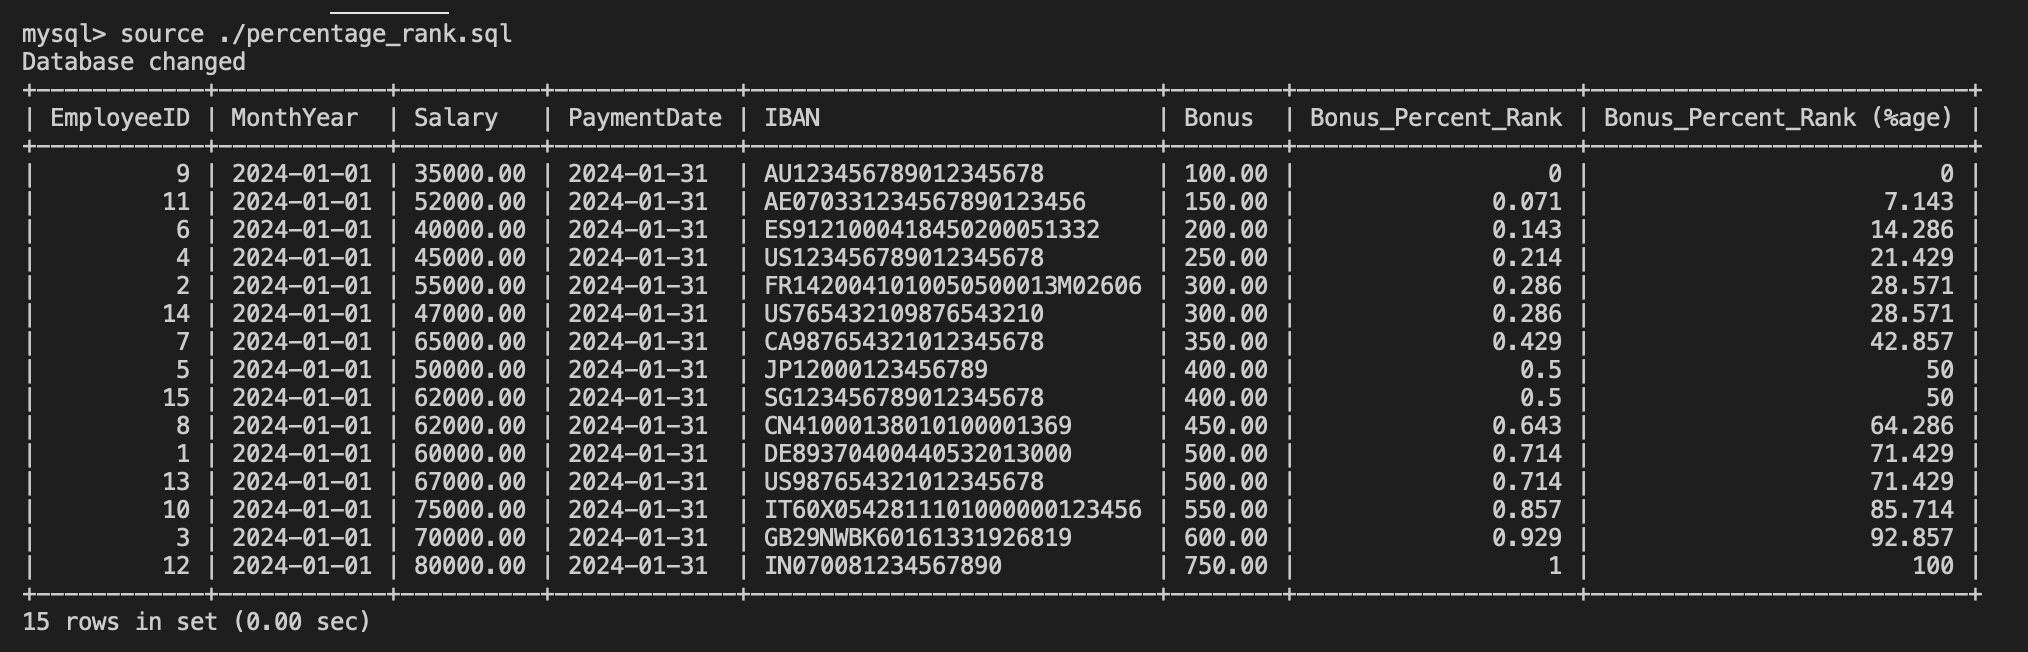 mysql> source ./percentage_rank.sql
Database changed
+------------+------------+----------+-------------+-----------------------------+--------+--------------------+---------------------------+
| EmployeeID | MonthYear | Salary | PaymentDate | IBAN | Bonus | Bonus_Percent_Rank | Bonus_Percent_Rank (%age) |
+------------+------------+----------+-------------+-----------------------------+--------+--------------------+---------------------------+
| 9 | 2024-01-01 | 35000.00 | 2024-01-31 | AU123456789012345678 | 100.00 | 0 | 0 |
| 11 | 2024-01-01 | 52000.00 | 2024-01-31 | AE070331234567890123456 | 150.00 | 0.071 | 7.143 |
| 6 | 2024-01-01 | 40000.00 | 2024-01-31 | ES9121000418450200051332 | 200.00 | 0.143 | 14.286 |
| 4 | 2024-01-01 | 45000.00 | 2024-01-31 | US123456789012345678 | 250.00 | 0.214 | 21.429 |
| 2 | 2024-01-01 | 55000.00 | 2024-01-31 | FR1420041010050500013M02606 | 300.00 | 0.286 | 28.571 |
| 14 | 2024-01-01 | 47000.00 | 2024-01-31 | US765432109876543210 | 300.00 | 0.286 | 28.571 |
| 7 | 2024-01-01 | 65000.00 | 2024-01-31 | CA987654321012345678 | 350.00 | 0.429 | 42.857 |
| 5 | 2024-01-01 | 50000.00 | 2024-01-31 | JP12000123456789 | 400.00 | 0.5 | 50 |
| 15 | 2024-01-01 | 62000.00 | 2024-01-31 | SG123456789012345678 | 400.00 | 0.5 | 50 |
| 8 | 2024-01-01 | 62000.00 | 2024-01-31 | CN41000138010100001369 | 450.00 | 0.643 | 64.286 |
| 1 | 2024-01-01 | 60000.00 | 2024-01-31 | DE89370400440532013000 | 500.00 | 0.714 | 71.429 |
| 13 | 2024-01-01 | 67000.00 | 2024-01-31 | US987654321012345678 | 500.00 | 0.714 | 71.429 |
| 10 | 2024-01-01 | 75000.00 | 2024-01-31 | IT60X0542811101000000123456 | 550.00 | 0.857 | 85.714 |
| 3 | 2024-01-01 | 70000.00 | 2024-01-31 | GB29NWBK60161331926819 | 600.00 | 0.929 | 92.857 |
| 12 | 2024-01-01 | 80000.00 | 2024-01-31 | IN070081234567890 | 750.00 | 1 | 100 |
+------------+------------+----------+-------------+-----------------------------+--------+--------------------+---------------------------+
15 rows in set (0.00 sec)